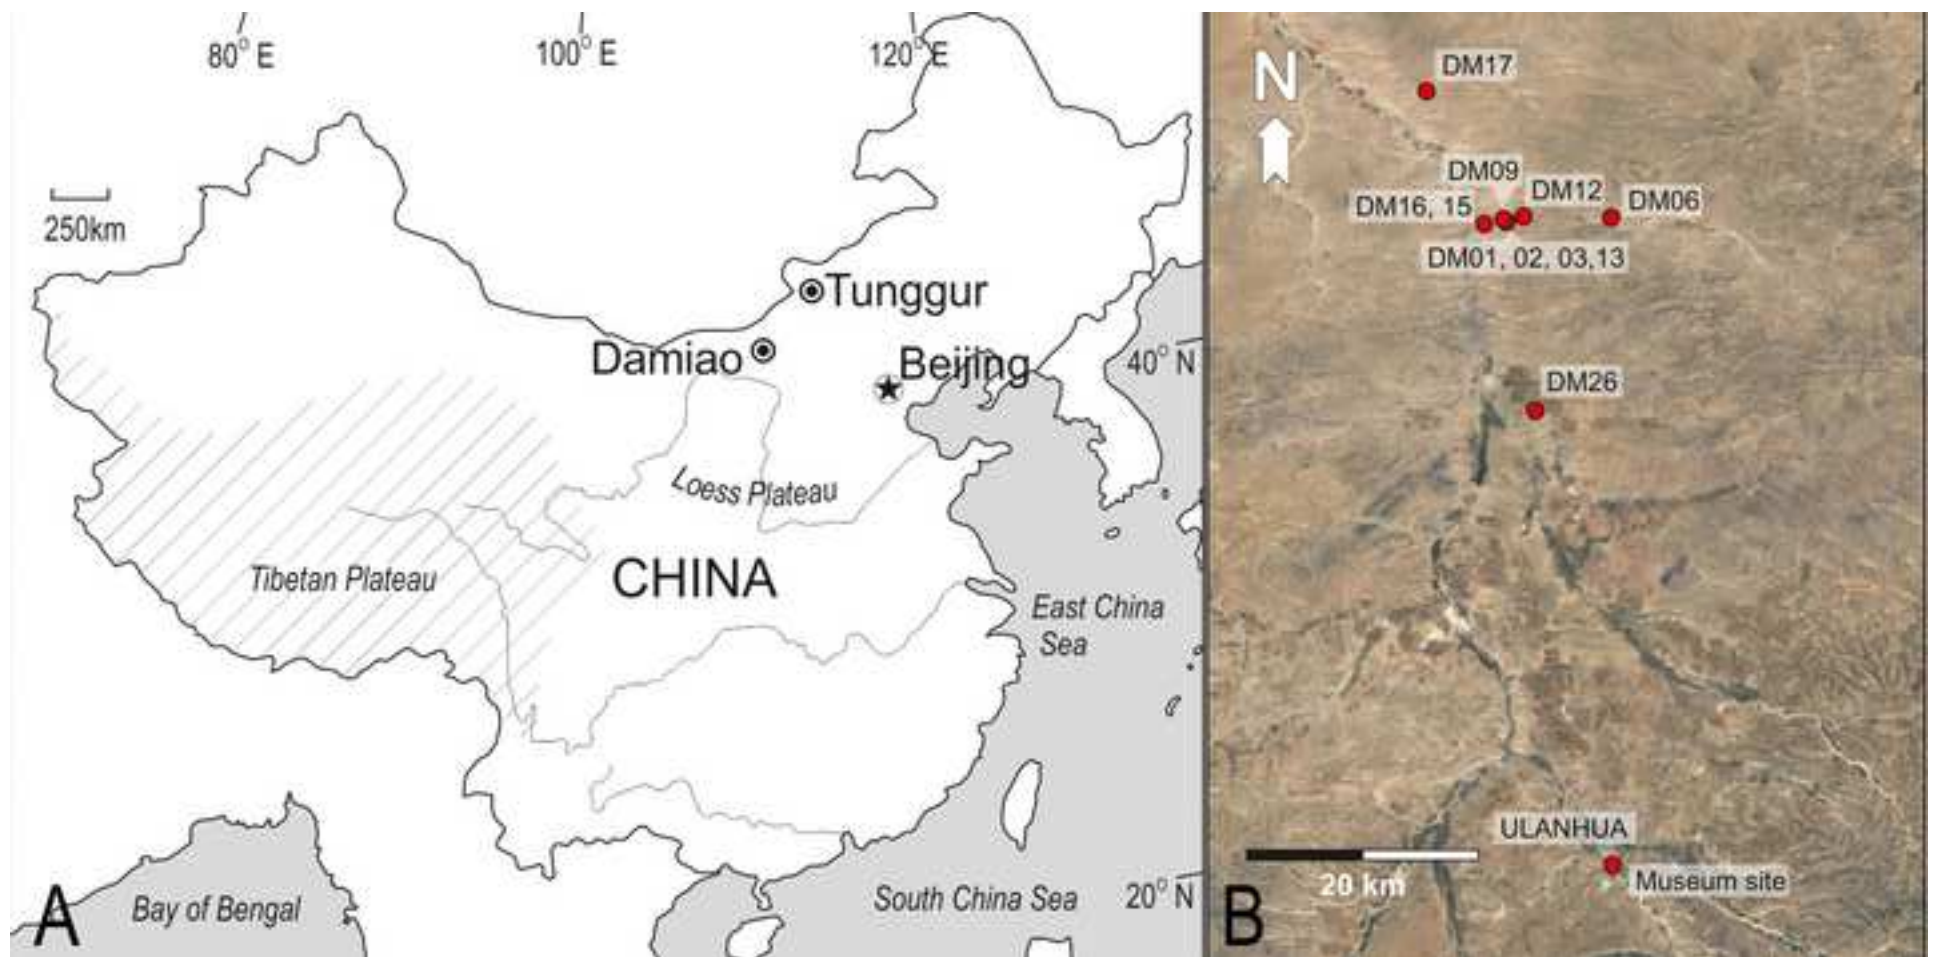 80° E
100° E
120° E
250km
Tunggur
Damiao
Beijing
40° N
Loess Plateau
Tibetan Plateau
CHINA
East China
Sea
South China Sea
20° N
Bay of Bengal
A
N
DM17
DM09
DM12
DM16, 15
DM06
DM01, 02, 03,13
DM26
ULANHUA
20 km
Museum site
B